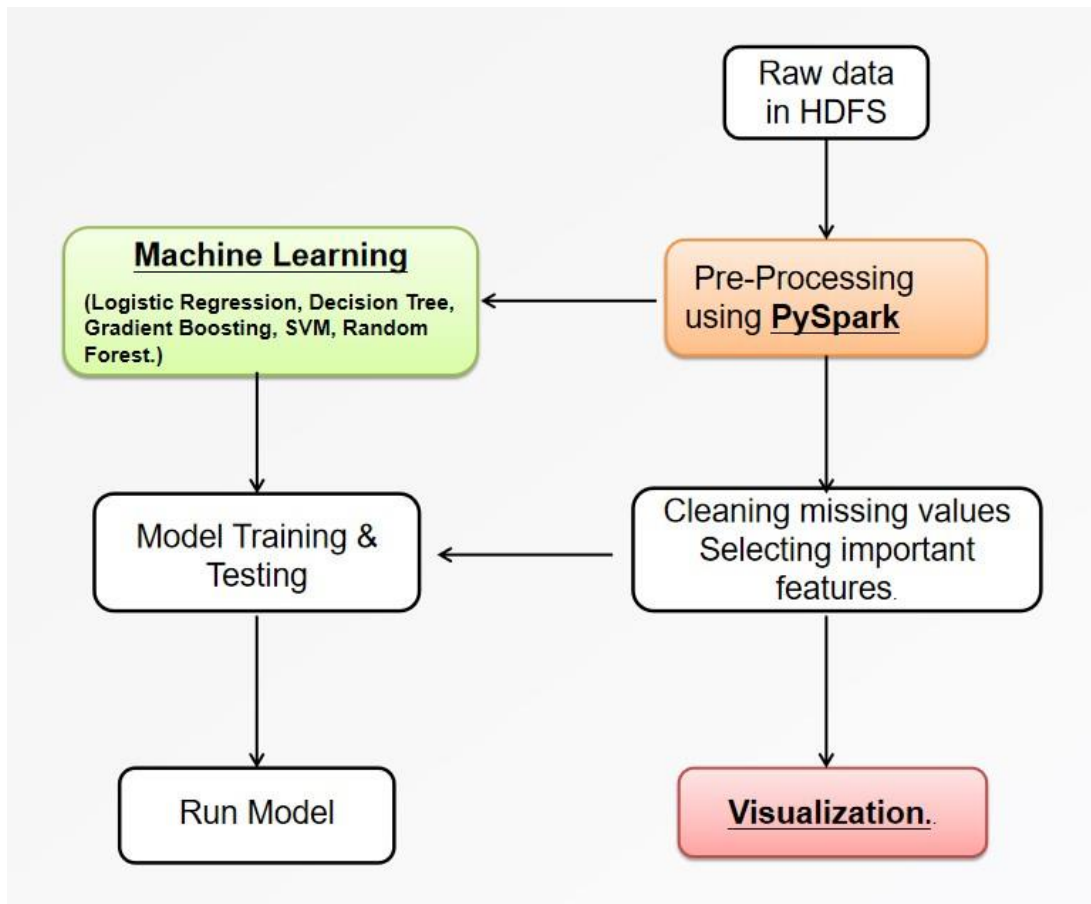 Raw data
in HDFS
Machine Learning
(Logistic Regression, Decision Tree,
Gradient Boosting, SVM, Random
Forest.)
Pre-Processing
using PySpark
Model Training &
Testing
Cleaning missing values
Selecting important
features.
Run Model
Visualization..